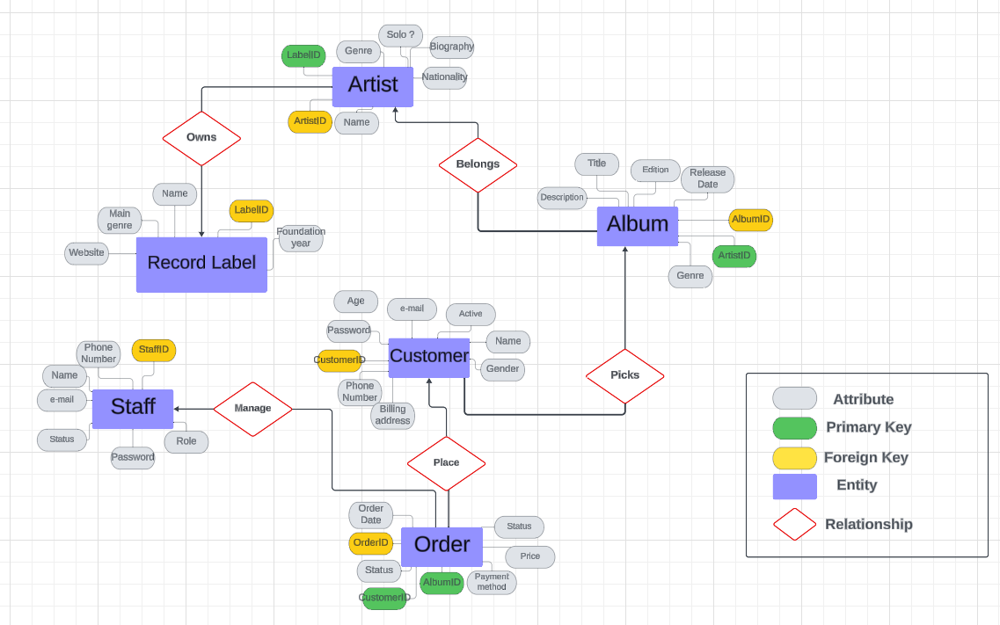 Solo ?
Genre
Biography
LabelID
Nationality
Artist
ArtistID
Name
Owns
Belongs
Title
Edition
Release
Date
Description
Name
LabelID
Main
genre
Foundation
year
Website
Record Label
Album
AlbumID
ArtistID
Genre
Age
e-mail
Active
Password
Name
CustomerID
Customer
Gender
Phone
Number
Billing
address
Picks
Phone
Number
StaffID
Name
e-mail
Staff
Status
Password
Role
Manage
Place
Order
Date
OrderID
Status
CustomerID
Order
AlbumID
Status
Price
Payment
method
Attribute
Primary Key
Foreign Key
Entity
Relationship